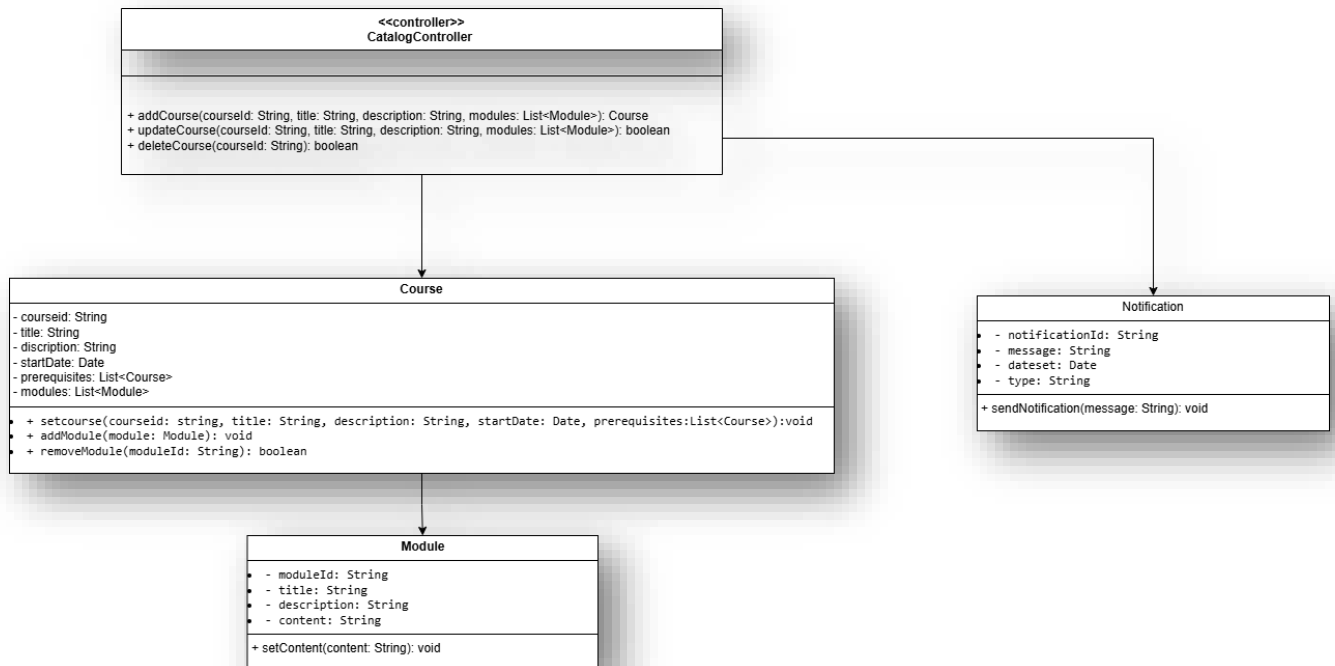 <<controller>>
CatalogController
+ addCourse(courseId: String, title: String, description: String, modules: List<Module>): Course
+ updateCourse(courseId: String, title: String, description: String, modules: List<Module>): boolean
+ deleteCourse(courseId: String): boolean
Course
- courseid: String
- title: String
- discription: String
- startDate: Date
- prerequisites: List<Course>
- modules: List<Module>
• + setcourse(courseid: string, title: String, description: String, startDate: Date, prerequisites:List<Course>):void
• + addModule(module: Module): void
• + removeModule(moduleId: String): boolean
Notification
• - notificationId: String
• - message: String
• - dateset: Date
• - type: String
+ sendNotification(message: String): void
Module
• - moduleId: String
• - title: String
• - description: String
• - content: String
+ setContent(content: String): void